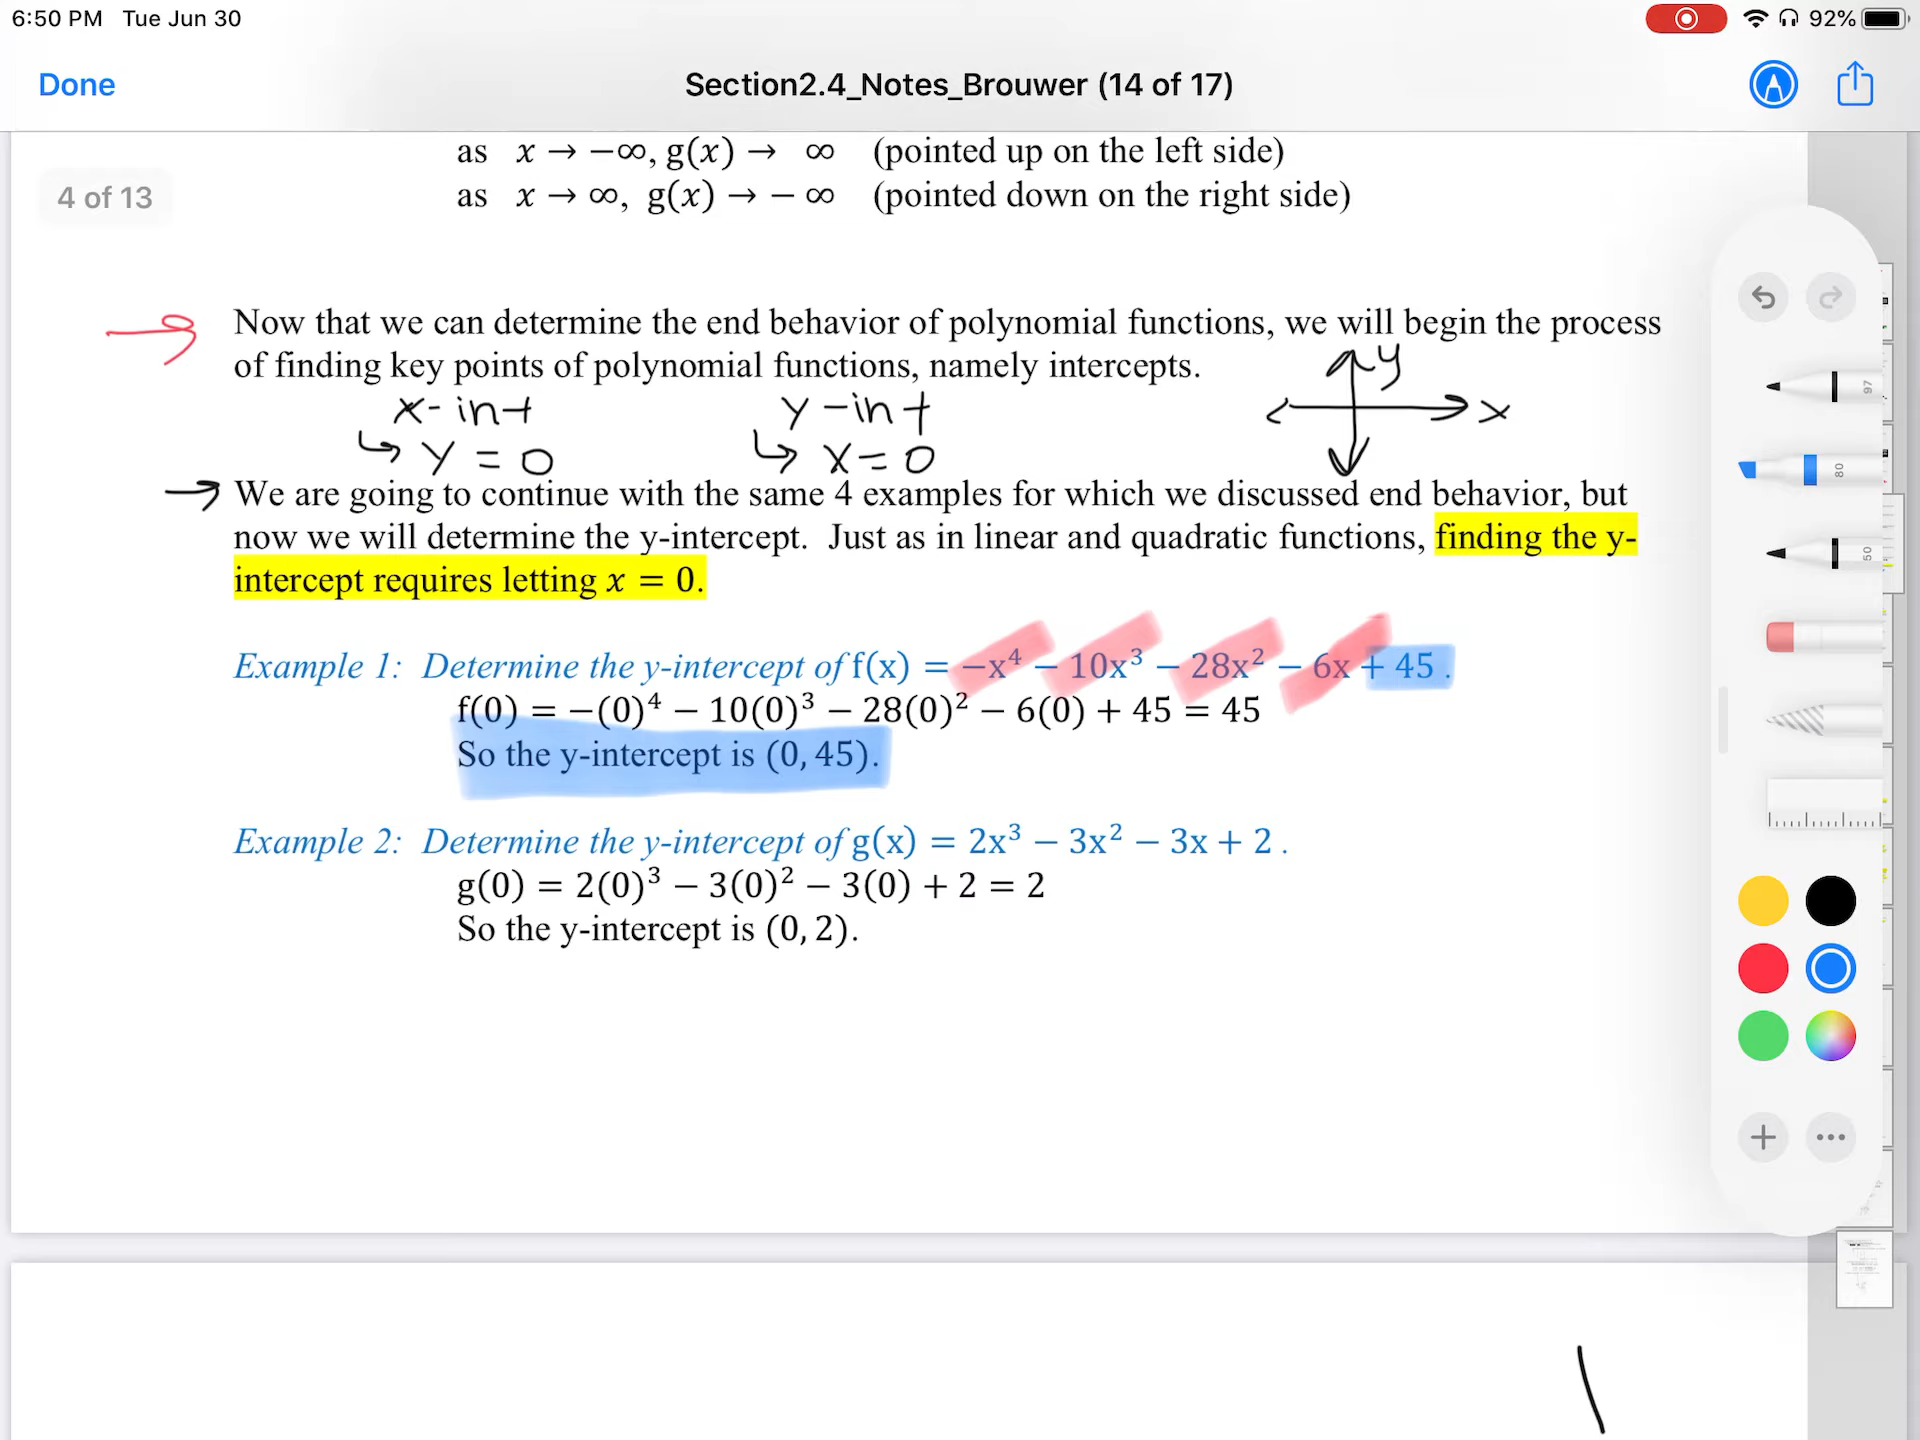 6:50 PM Tue Jun 30
92%
Done
Section2.4_Notes_Brouwer (14 of 17)
4 of 13
as x → −∞, g(x) → ∞ (pointed up on the left side)
as x → ∞, g(x) → − ∞ (pointed down on the right side)
Now that we can determine the end behavior of polynomial functions, we will begin the process
of finding key points of polynomial functions, namely intercepts.
y
x
x-int
y-int
↳ y = 0
↳ x=0
→ We are going to continue with the same 4 examples for which we discussed end behavior, but
now we will determine the y-intercept. Just as in linear and quadratic functions, finding the y-
intercept requires letting x = 0.
Example 1: Determine the y-intercept of f(x) = −x⁴ − 10x³ − 28x² − 6x + 45 .
f(0) = −(0)⁴ − 10(0)³ − 28(0)² − 6(0) + 45 = 45
So the y-intercept is (0, 45).
Example 2: Determine the y-intercept of g(x) = 2x³ − 3x² − 3x + 2 .
g(0) = 2(0)³ − 3(0)² − 3(0) + 2 = 2
So the y-intercept is (0, 2).
97
80
50